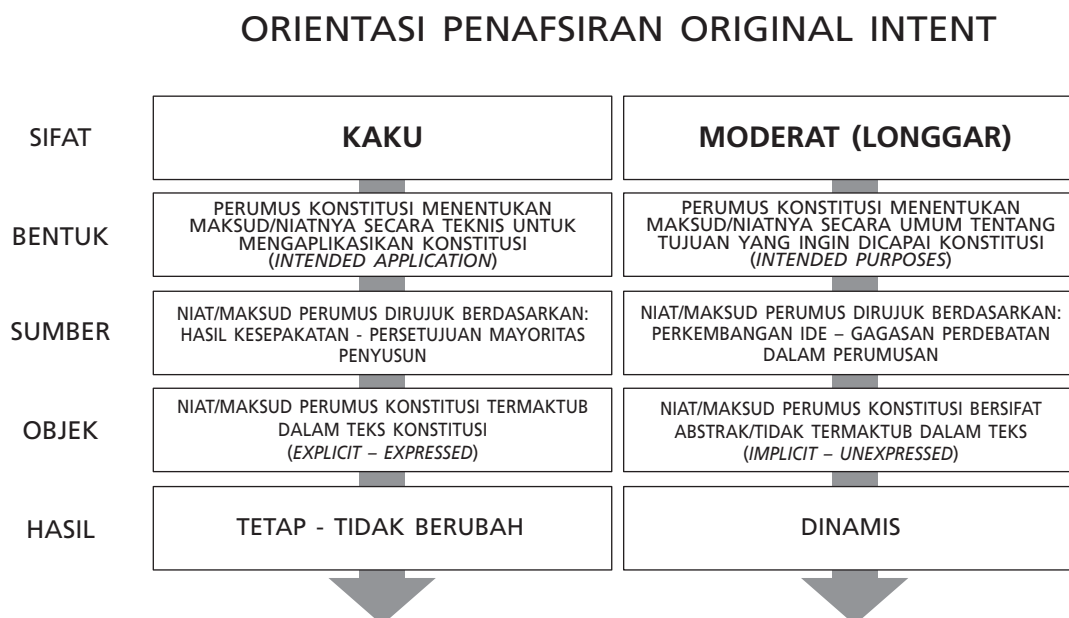 ORIENTASI PENAFSIRAN ORIGINAL INTENT
SIFAT
KAKU
MODERAT (LONGGAR)
BENTUK
PERUMUS KONSTITUSI MENENTUKAN
MAKSUD/NIATNYA SECARA TEKNIS UNTUK
MENGAPLIKASIKAN KONSTITUSI
(INTENDED APPLICATION)
PERUMUS KONSTITUSI MENENTUKAN
MAKSUD/NIATNYA SECARA UMUM TENTANG
TUJUAN YANG INGIN DICAPAI KONSTITUSI
(INTENDED PURPOSES)
SUMBER
NIAT/MAKSUD PERUMUS DIRUJUK BERDASARKAN:
HASIL KESEPAKATAN - PERSETUJUAN MAYORITAS
PENYUSUN
NIAT/MAKSUD PERUMUS DIRUJUK BERDASARKAN:
PERKEMBANGAN IDE – GAGASAN PERDEBATAN
DALAM PERUMUSAN
OBJEK
NIAT/MAKSUD PERUMUS KONSTITUSI TERMAKTUB
DALAM TEKS KONSTITUSI
(EXPLICIT – EXPRESSED)
NIAT/MAKSUD PERUMUS KONSTITUSI BERSIFAT
ABSTRAK/TIDAK TERMAKTUB DALAM TEKS
(IMPLICIT – UNEXPRESSED)
HASIL
TETAP - TIDAK BERUBAH
DINAMIS